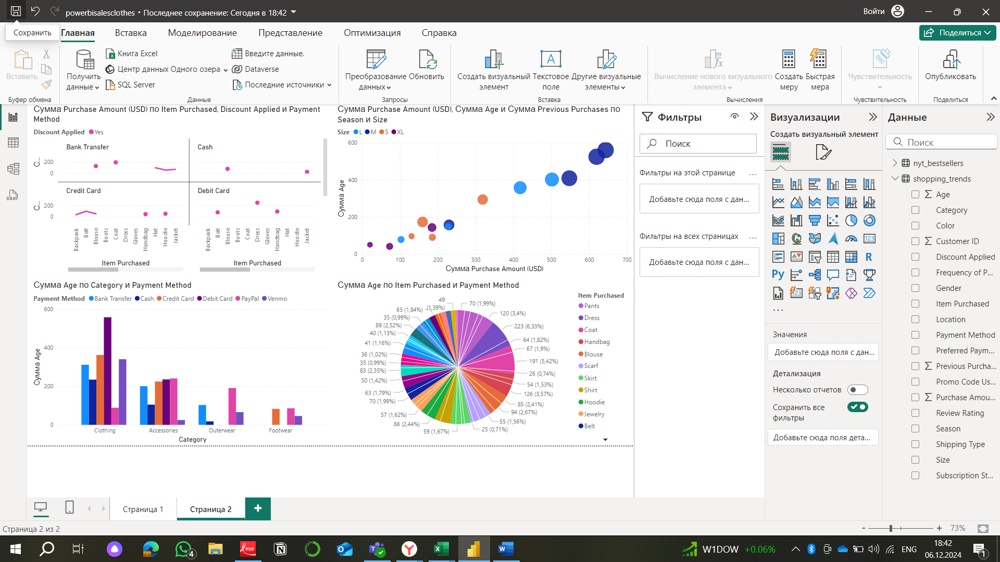 powerbisalesclothes • Последнее сохранение: Сегодня в 18:42
Войти
Сохранить
Главная
Вставка
Моделирование
Представление
Оптимизация
Справка
Поделиться
Вставить
Буфер обмена
Получить данные
Книга Excel
Центр данных Одного озера
SQL Server
Введите данные.
Dataverse
Последние источники
Данные
Преобразование данных
Обновить
Запросы
Создать визуальный элемент
Текстовое поле
Другие визуальные элементы
Вставка
Вычисление нового визуального элемента
Создать меру
Быстрая мера
Вычисления
Чувствительность
Чувствительность
Опубликовать
Поделиться
Сумма Purchase Amount (USD) по Item Purchased, Discount Applied и Payment
Method
Discount Applied Yes
Bank Transfer
Cash
С...
200
0
Credit Card
Debit Card
С...
200
0
Backpack
Belt
Blouse
Boots
Coat
Dress
Gloves
Handbag
Hat
Hoodie
Jacket
Backpack
Belt
Blouse
Boots
Coat
Dress
Gloves
Handbag
Hat
Hoodie
Jacket
Item Purchased
Item Purchased
Сумма Purchase Amount (USD), Сумма Age и Сумма Previous Purchases по
Season и Size
Size L M S XL
Сумма Age
600
400
200
0
0 100 200 300 400 500 600 700
Сумма Purchase Amount (USD)
Сумма Age по Category и Payment Method
Payment Method Bank Transfer Cash Credit Card Debit Card PayPal Venmo
Сумма Age
600
400
200
0
Clothing Accessories Outerwear Footwear
Category
Сумма Age по Item Purchased и Payment Method
49
(1,39%)
65 (1,84%)
35 (0,99%)
89 (2,52%)
40 (1,13%)
41 (1,16%)
36 (1,02%)
35 (0,99%)
83 (2,35%)
50 (1,42%)
63 (1,79%)
70 (1,99%)
57 (1,62%)
86 (2,44%)
59 (1,67%)
70 (1,99%)
120 (3,4%)
223 (6,33%)
64 (1,82%)
67 (1,9%)
191 (5,42%)
26 (0,74%)
54 (1,53%)
126 (3,57%)
85 (2,41%)
94 (2,67%)
55 (1,56%)
25 (0,71%)
Item Purchased
Pants
Dress
Coat
Handbag
Blouse
Scarf
Skirt
Shirt
Hoodie
Jewelry
Belt
Фильтры
Поиск
Фильтры на этой странице ...
Добавьте сюда поля с дан...
Фильтры на всех страницах ...
Добавьте сюда поля с дан...
Визуализации
Создать визуальный элемент
123
R
Py
123
...
Значения
Добавьте сюда поля с дан...
Детализация
Несколько отчетов
Сохранить все
фильтры
Добавьте сюда поля дета...
Данные
Поиск
nyt_bestsellers
shopping_trends
Σ Age
Category
Color
Σ Customer ID
Discount Applied
Frequency of P...
Gender
Item Purchased
Location
Payment Method
Preferred Paym...
Σ Previous Purcha...
Promo Code Us...
Σ Purchase Amou...
Review Rating
Season
Shipping Type
Size
Subscription St...
Страница 1
Страница 2
+
Страница 2 из 2
- + 73%
4
PDF
W1DOW +0.06%
ENG
18:42
06.12.2024
1